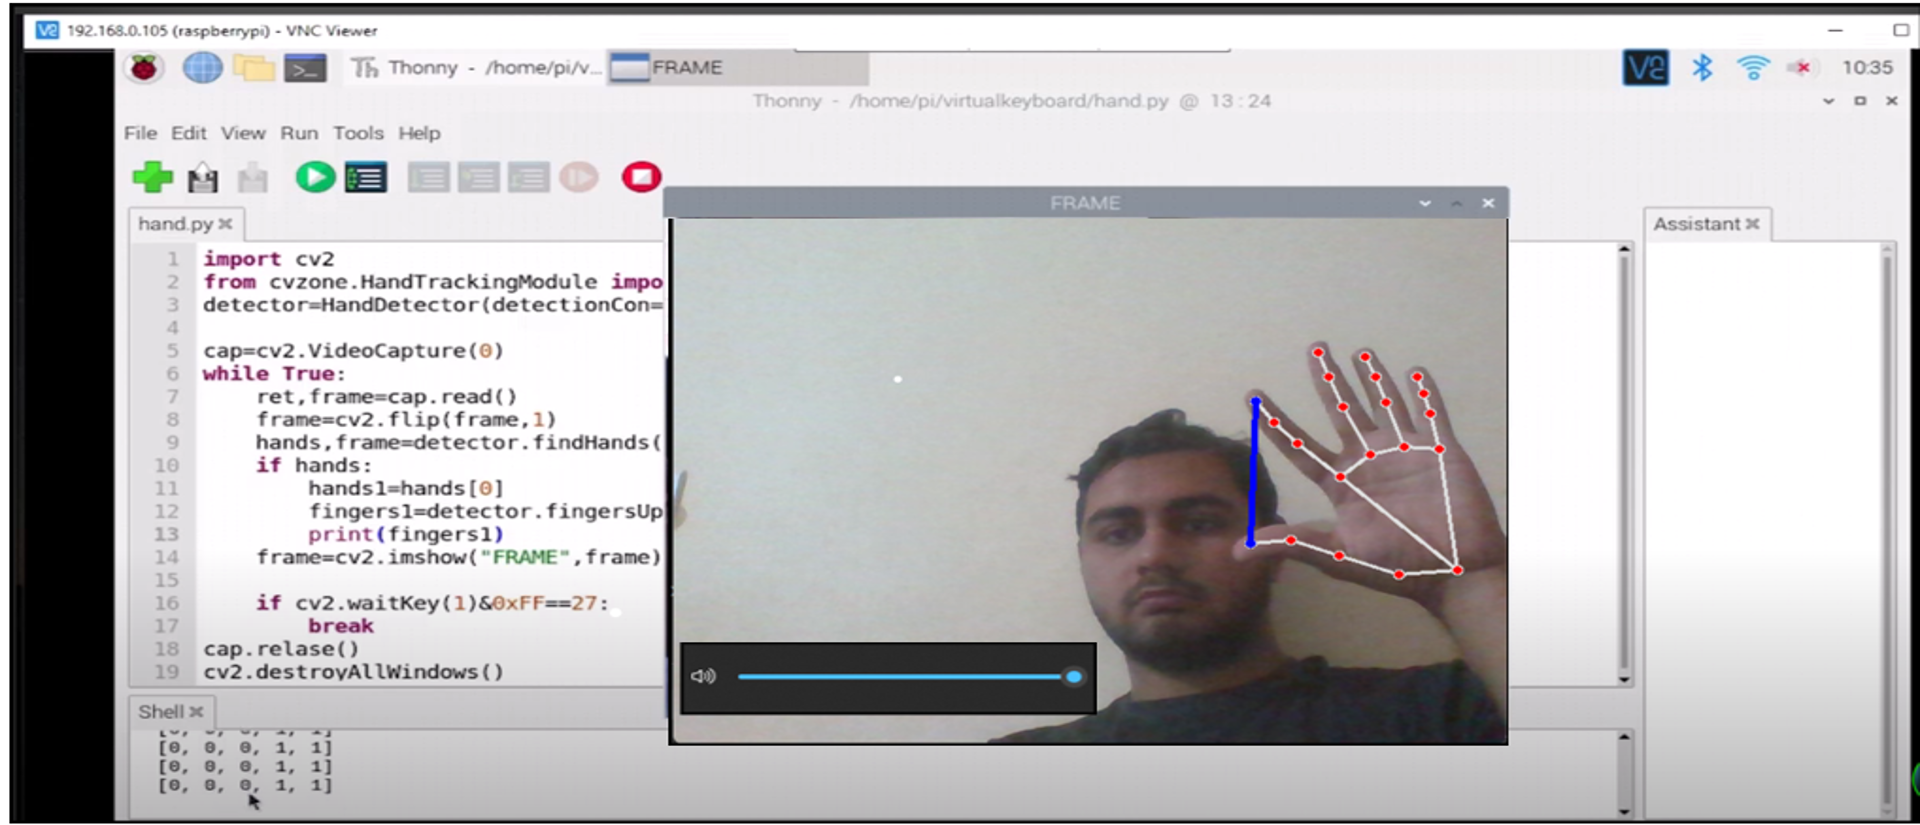 192.168.0.105 (raspberrypi) - VNC Viewer
Thonny - /home/pi/v... FRAME 10:35
Thonny - /home/pi/virtualkeyboard/hand.py @ 13:24
File Edit View Run Tools Help
FRAME
hand.py
Assistant
1 import cv2
2 from cvzone.HandTrackingModule impo
3 detector=HandDetector(detectionCon=
4
5 cap=cv2.VideoCapture(0)
6 while True:
7 ret,frame=cap.read()
8 frame=cv2.flip(frame,1)
9 hands,frame=detector.findHands(
10 if hands:
11 hands1=hands[0]
12 fingers1=detector.fingersUp
13 print(fingers1)
14 frame=cv2.imshow("FRAME",frame)
15
16 if cv2.waitKey(1)&0xFF==27:
17 break
18 cap.relase()
19 cv2.destroyAllWindows()
Shell
[0, 0, 0, 1, 1]
[0, 0, 0, 1, 1]
[0, 0, 0, 1, 1]
[0, 0, 0, 1, 1]